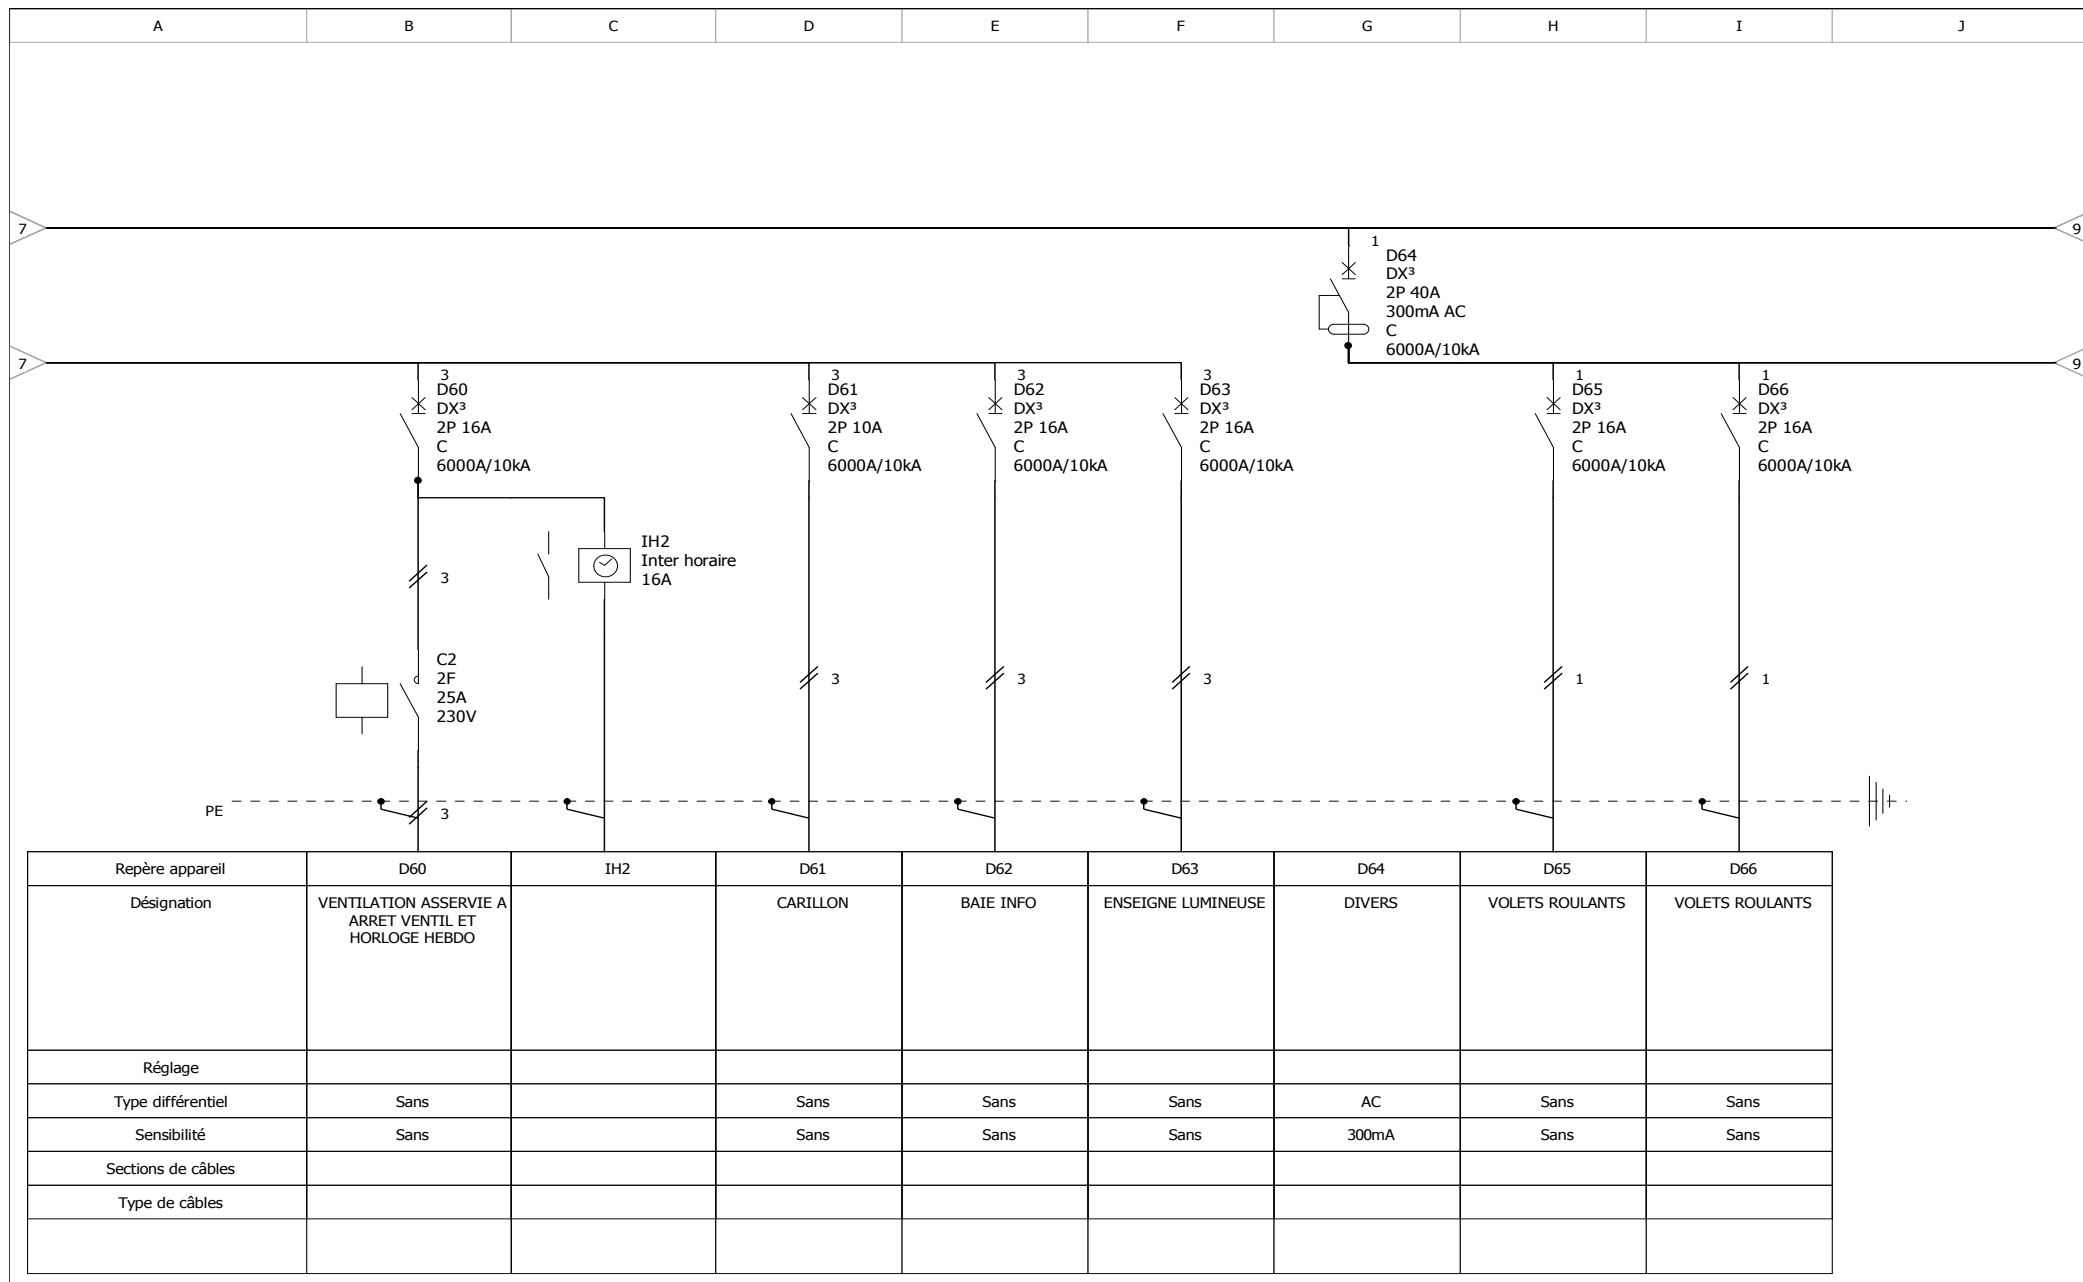 A B C D E F G H I J
7
9
1
D64
DX³
2P 40A
300mA AC
C
6000A/10kA
7
9
3
D60
DX³
2P 16A
C
6000A/10kA
3
D61
DX³
2P 10A
C
6000A/10kA
3
D62
DX³
2P 16A
C
6000A/10kA
3
D63
DX³
2P 16A
C
6000A/10kA
1
D65
DX³
2P 16A
C
6000A/10kA
1
D66
DX³
2P 16A
C
6000A/10kA
IH2
Inter horaire
16A
3
C2
2F
25A
230V
3
3
3
1
1
PE
3
Repère appareil D60 IH2 D61 D62 D63 D64 D65 D66
Désignation
VENTILATION ASSERVIE A
ARRET VENTIL ET
HORLOGE HEBDO
CARILLON
BAIE INFO
ENSEIGNE LUMINEUSE
DIVERS
VOLETS ROULANTS
VOLETS ROULANTS
Réglage
Type différentiel Sans Sans Sans Sans AC Sans Sans
Sensibilité Sans Sans Sans Sans 300mA Sans Sans
Sections de câbles
Type de câbles